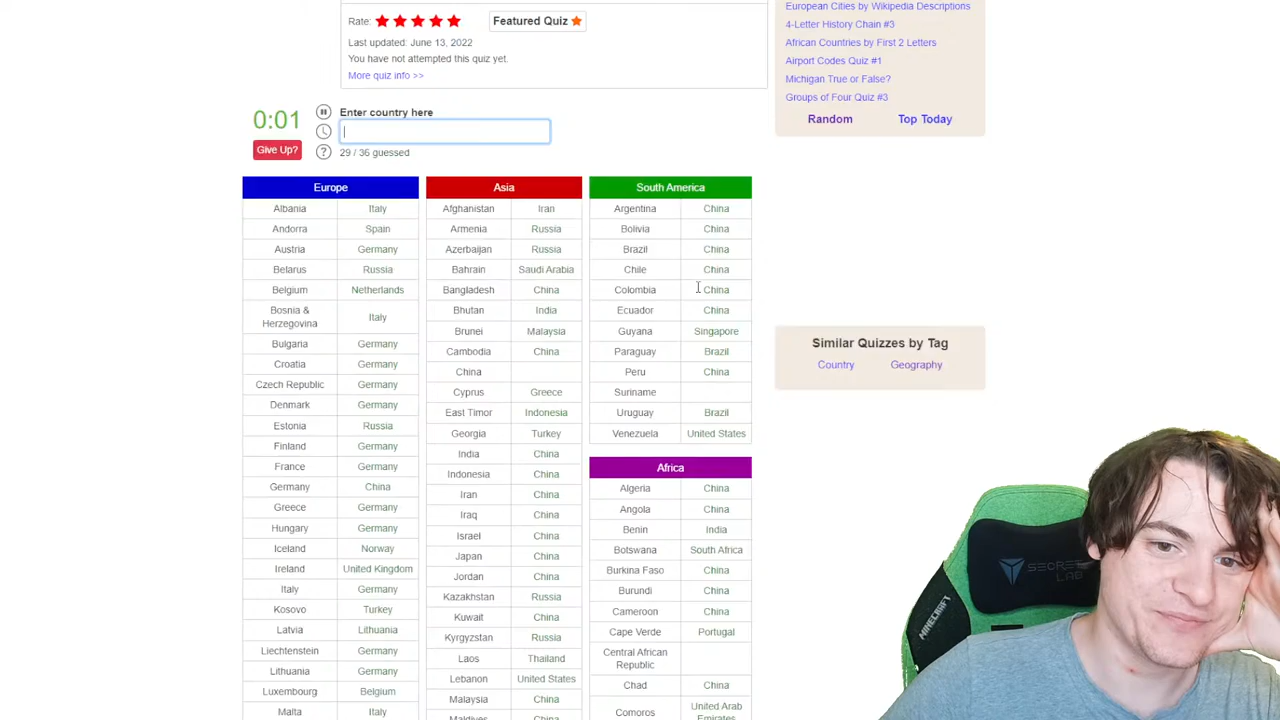 Rate:
Featured Quiz
Last updated: June 13, 2022
You have not attempted this quiz yet.
More quiz info >>
European Cities by Wikipedia Descriptions
4-Letter History Chain #3
African Countries by First 2 Letters
Airport Codes Quiz #1
Michigan True or False?
Groups of Four Quiz #3
Random Top Today
0:01
Give Up?
Enter country here
29 / 36 guessed
Europe
Albania Italy
Andorra Spain
Austria Germany
Belarus Russia
Belgium Netherlands
Bosnia &
Herzegovina Italy
Bulgaria Germany
Croatia Germany
Czech Republic Germany
Denmark Germany
Estonia Russia
Finland Germany
France Germany
Germany China
Greece Germany
Hungary Germany
Iceland Norway
Ireland United Kingdom
Italy Germany
Kosovo Turkey
Latvia Lithuania
Liechtenstein Germany
Lithuania Germany
Luxembourg Belgium
Malta Italy
Asia
Afghanistan Iran
Armenia Russia
Azerbaijan Russia
Bahrain Saudi Arabia
Bangladesh China
Bhutan India
Brunei Malaysia
Cambodia China
China
Cyprus Greece
East Timor Indonesia
Georgia Turkey
India China
Indonesia China
Iran China
Iraq China
Israel China
Japan China
Jordan China
Kazakhstan Russia
Kuwait China
Kyrgyzstan Russia
Laos Thailand
Lebanon United States
Malaysia China
Maldives China
South America
Argentina China
Bolivia China
Brazil China
Chile China
Colombia China
Ecuador China
Guyana Singapore
Paraguay Brazil
Peru China
Suriname
Uruguay Brazil
Venezuela United States
Africa
Algeria China
Angola China
Benin India
Botswana South Africa
Burkina Faso China
Burundi China
Cameroon China
Cape Verde Portugal
Central African
Republic
Chad China
Comoros United Arab
Emirates
Similar Quizzes by Tag
Country Geography
SECRETLAB
MINECRAFT